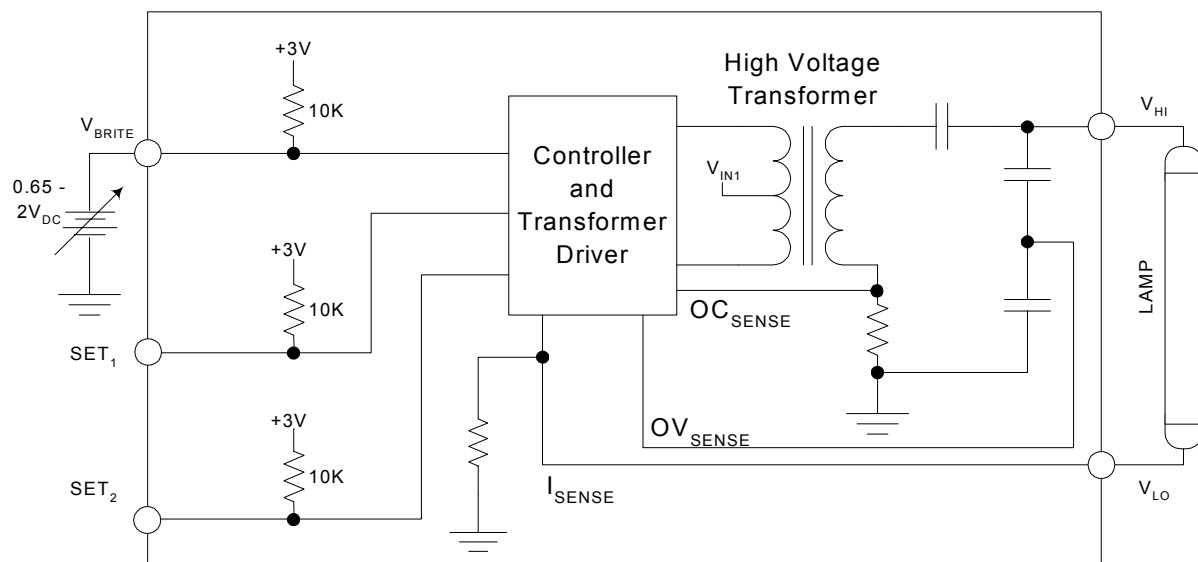 +3V
10K
V_BRITE
0.65 -
2V_DC
+3V
10K
SET_1
+3V
10K
SET_2
Controller
and
Transformer
Driver
High Voltage
Transformer
V_IN1
OC_SENSE
OV_SENSE
I_SENSE
V_HI
LAMP
V_LO